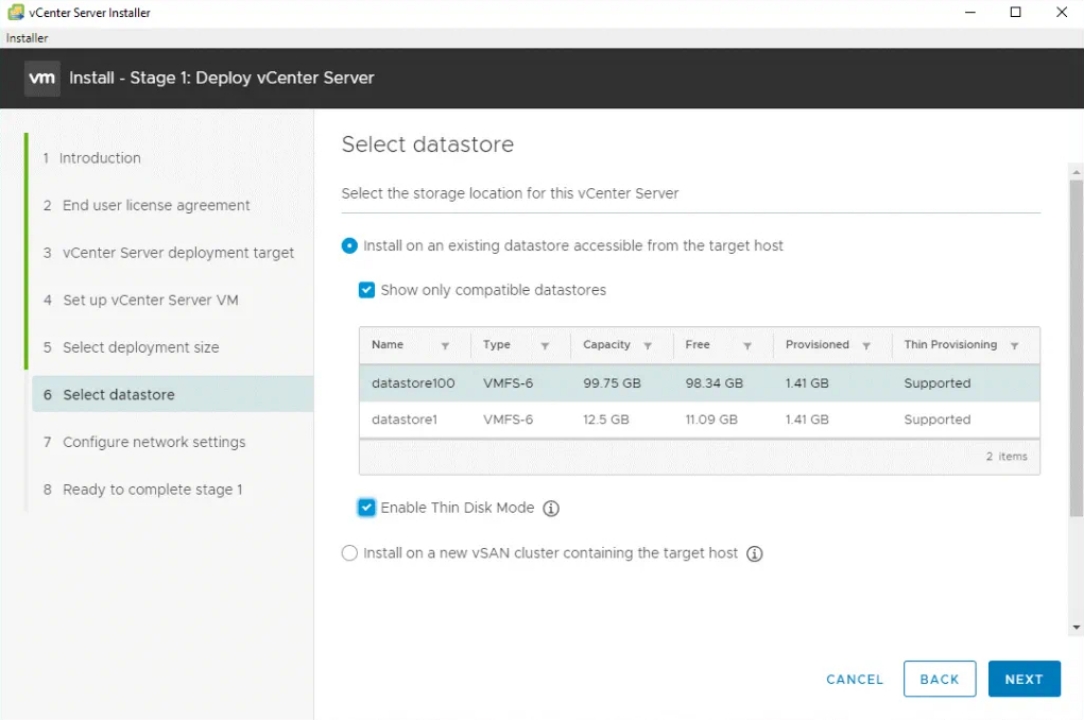 vCenter Server Installer
Installer
vm Install - Stage 1: Deploy vCenter Server
1 Introduction
2 End user license agreement
3 vCenter Server deployment target
4 Set up vCenter Server VM
5 Select deployment size
6 Select datastore
7 Configure network settings
8 Ready to complete stage 1
Select datastore
Select the storage location for this vCenter Server
Install on an existing datastore accessible from the target host
Show only compatible datastores
Name Type Capacity Free Provisioned Thin Provisioning
datastore100 VMFS-6 99.75 GB 98.34 GB 1.41 GB Supported
datastore1 VMFS-6 12.5 GB 11.09 GB 1.41 GB Supported
2 items
Enable Thin Disk Mode
Install on a new vSAN cluster containing the target host
CANCEL BACK NEXT